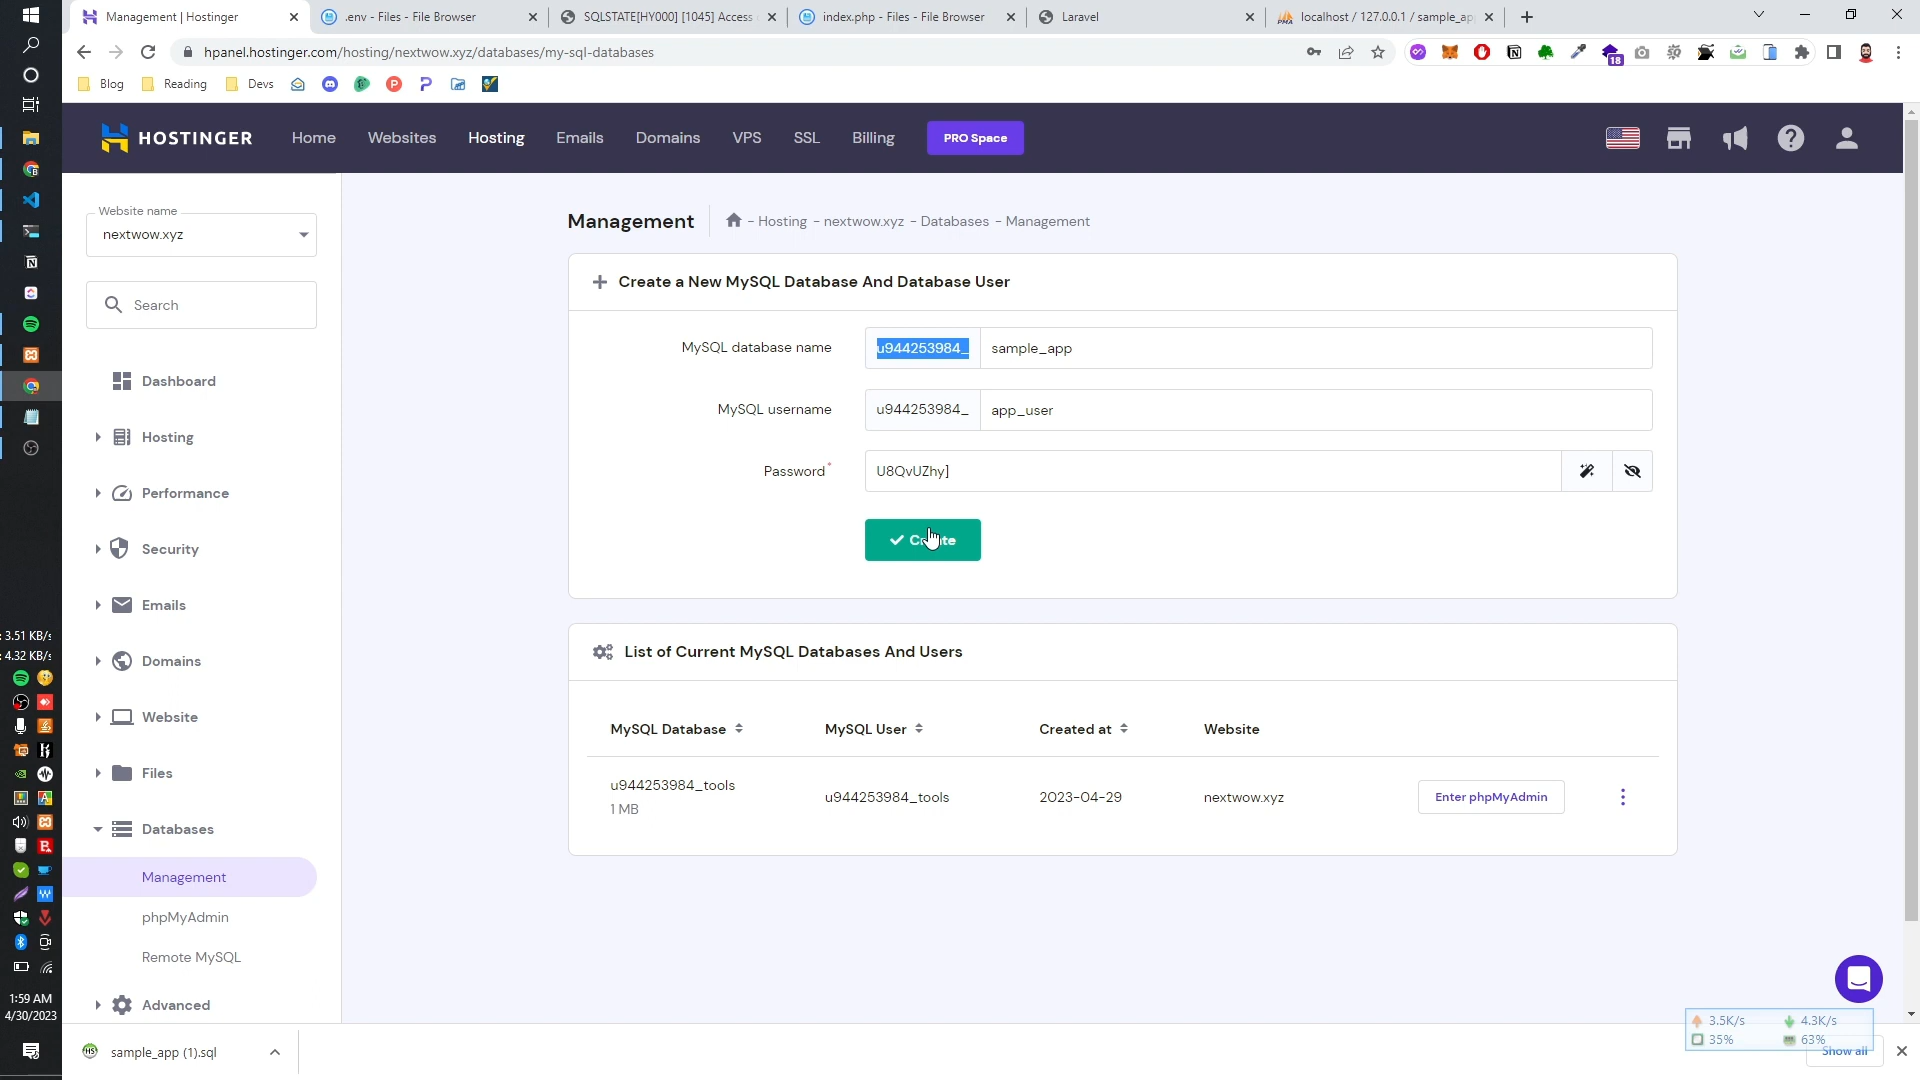 Management | Hostinger
.env - Files - File Browser
SQLSTATE[HY000] [1045] Access
index.php - Files - File Browser
Laravel
localhost / 127.0.0.1 / sample_ap
hpanel.hostinger.com/hosting/nextwow.xyz/databases/my-sql-databases
18
Blog
Reading
Devs
HOSTINGER
Home
Websites
Hosting
Emails
Domains
VPS
SSL
Billing
PRO Space
Website name
nextwow.xyz
Search
Dashboard
Hosting
Performance
Security
Emails
Domains
Website
Files
Databases
Management
phpMyAdmin
Remote MySQL
Advanced
Management
- Hosting - nextwow.xyz - Databases - Management
Create a New MySQL Database And Database User
MySQL database name
u944253984_
sample_app
MySQL username
u944253984_
app_user
Password*
U8QvUZhy]
Create
List of Current MySQL Databases And Users
MySQL Database
MySQL User
Created at
Website
u944253984_tools
1 MB
u944253984_tools
2023-04-29
nextwow.xyz
Enter phpMyAdmin
: 3.51 KB/s
: 4.32 KB/s
1:59 AM
4/30/2023
sample_app (1).sql
3.5K/s
4.3K/s
35%
63%
Show all